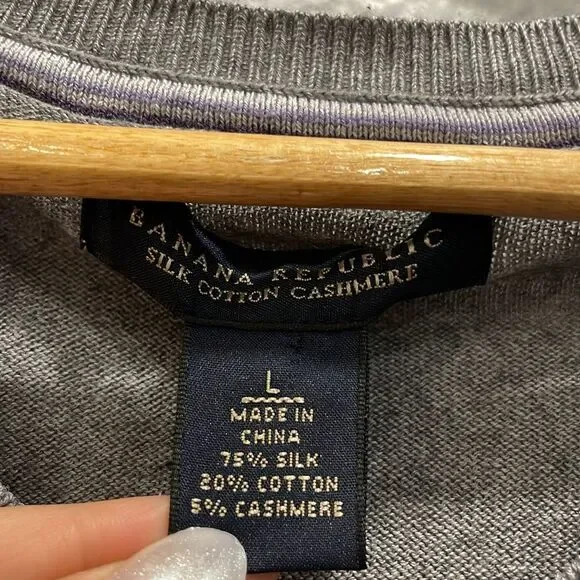 BANANA REPUBLIC
SILK COTTON CASHMERE
L
MADE IN
CHINA
75% SILK
20% COTTON
5% CASHMERE